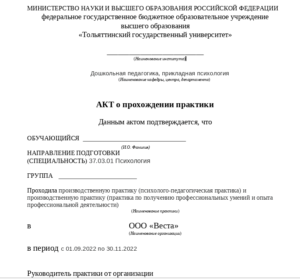 МИНИСТЕРСТВО НАУКИ И ВЫСШЕГО ОБРАЗОВАНИЯ РОССИЙСКОЙ ФЕДЕРАЦИИ
федеральное государственное бюджетное образовательное учреждение
высшего образования
«Тольяттинский государственный университет»
(Наименование института)
Дошкольная педагогика, прикладная психология
(Наименование кафедры, центра, департамента)
АКТ о прохождении практики
Данным актом подтверждается, что
ОБУЧАЮЩИЙСЯ
(И.О. Фамилия)
НАПРАВЛЕНИЕ ПОДГОТОВКИ
(СПЕЦИАЛЬНОСТЬ) 37.03.01 Психология
ГРУППА
Проходила производственную практику (психолого-педагогическая практика) и
производственную практику (практика по получению профессиональных умений и опыта
профессиональной деятельности)
(Наименование практики)
в ООО «Веста»
(Наименование организации)
в период с 01.09.2022 по 30.11.2022
Руководитель практики от организации